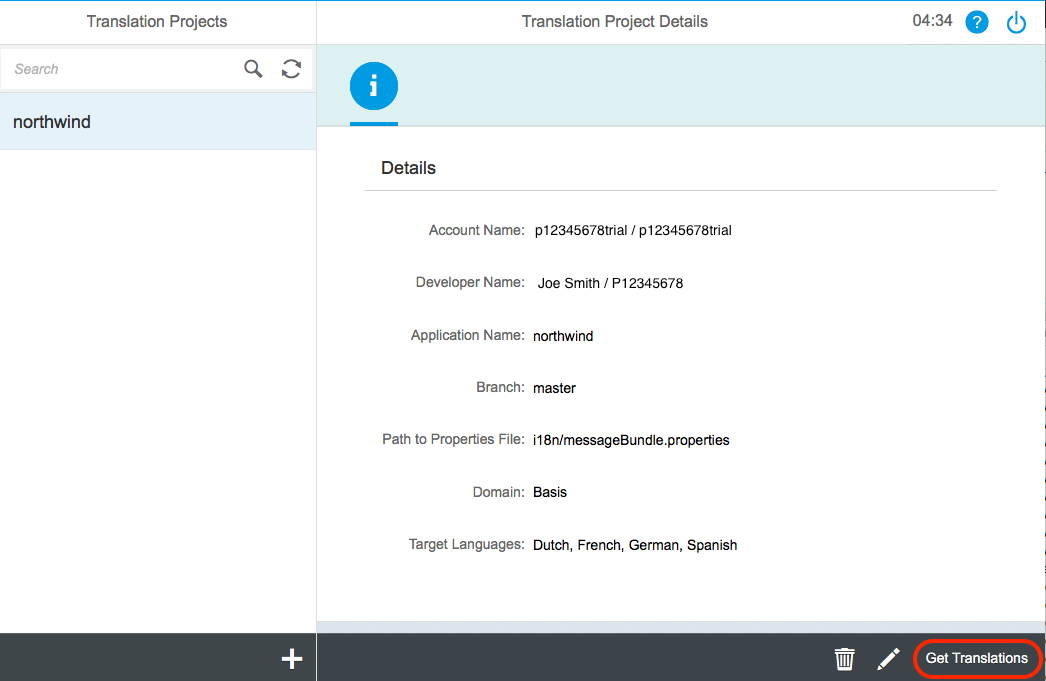 Translation Projects
Translation Project Details
04:34
?
Search
northwind
i
Details
Account Name: p12345678trial / p12345678trial
Developer Name: Joe Smith / P12345678
Application Name: northwind
Branch: master
Path to Properties File: i18n/messageBundle.properties
Domain: Basis
Target Languages: Dutch, French, German, Spanish
Get Translations